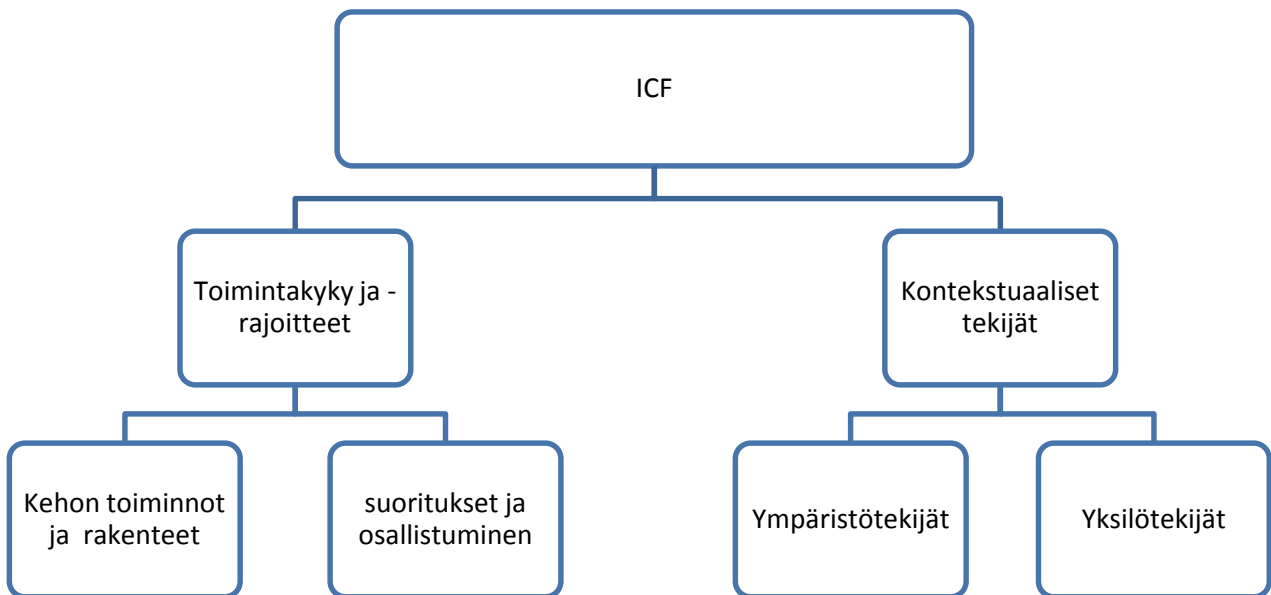 ICF
Toimintakyky ja -
rajoitteet
Kontekstuaaliset
tekijät
Kehon toiminnot
ja rakenteet
suoritukset ja
osallistuminen
Ympäristötekijät
Yksilötekijät